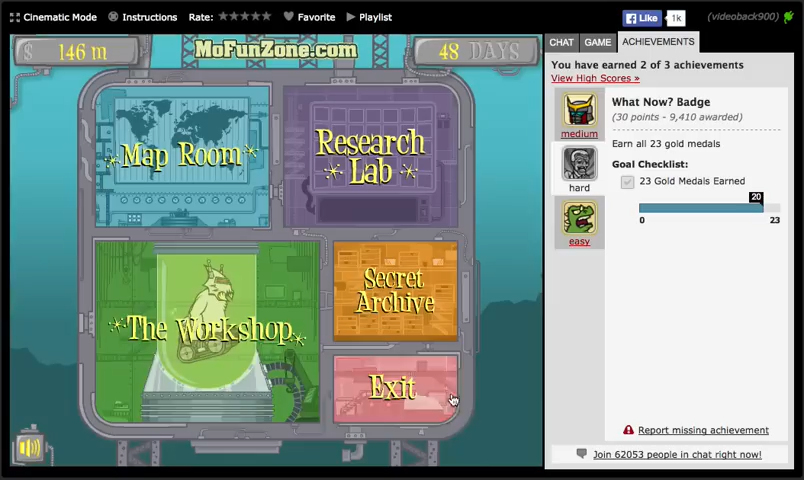 Cinematic Mode Instructions Rate: Favorite Playlist Like 1k (videoback900)
$ 146 m MoFunZone.com 48 DAYS
CHAT GAME ACHIEVEMENTS
You have earned 2 of 3 achievements
View High Scores »
What Now? Badge
(30 points - 9,410 awarded)
medium
Earn all 23 gold medals
Goal Checklist:
23 Gold Medals Earned
hard
20
0 23
easy
Map Room
Research
Lab
The Workshop
Secret
Archive
Exit
Report missing achievement
Join 62053 people in chat right now!